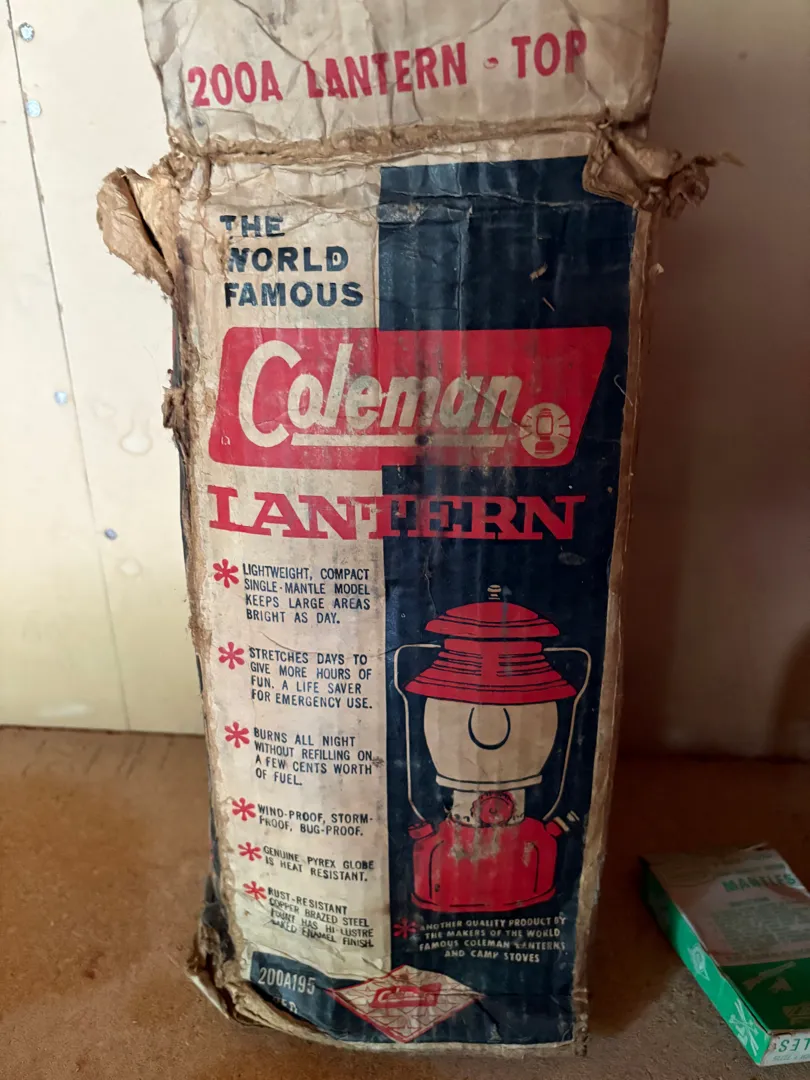 200A LANTERN - TOP
THE
WORLD
FAMOUS
Coleman
LANTERN
* LIGHTWEIGHT, COMPACT
SINGLE-MANTLE MODEL
KEEPS LARGE AREAS
BRIGHT AS DAY.
* STRETCHES DAYS TO
GIVE MORE HOURS OF
FUN. A LIFE SAVER
FOR EMERGENCY USE.
* BURNS ALL NIGHT
WITHOUT REFILLING ON
A FEW CENTS WORTH
OF FUEL.
* WIND-PROOF, STORM-
PROOF, BUG-PROOF.
* GENUINE PYREX GLOBE
IS HEAT RESISTANT.
* RUST-RESISTANT
COPPER BRAZED STEEL
FOUNT HAS HI-LUSTRE
BAKED ENAMEL FINISH.
* ANOTHER QUALITY PRODUCT BY
THE MAKERS OF THE WORLD
FAMOUS COLEMAN LANTERNS
AND CAMP STOVES
200A195
Coleman
MANTLES